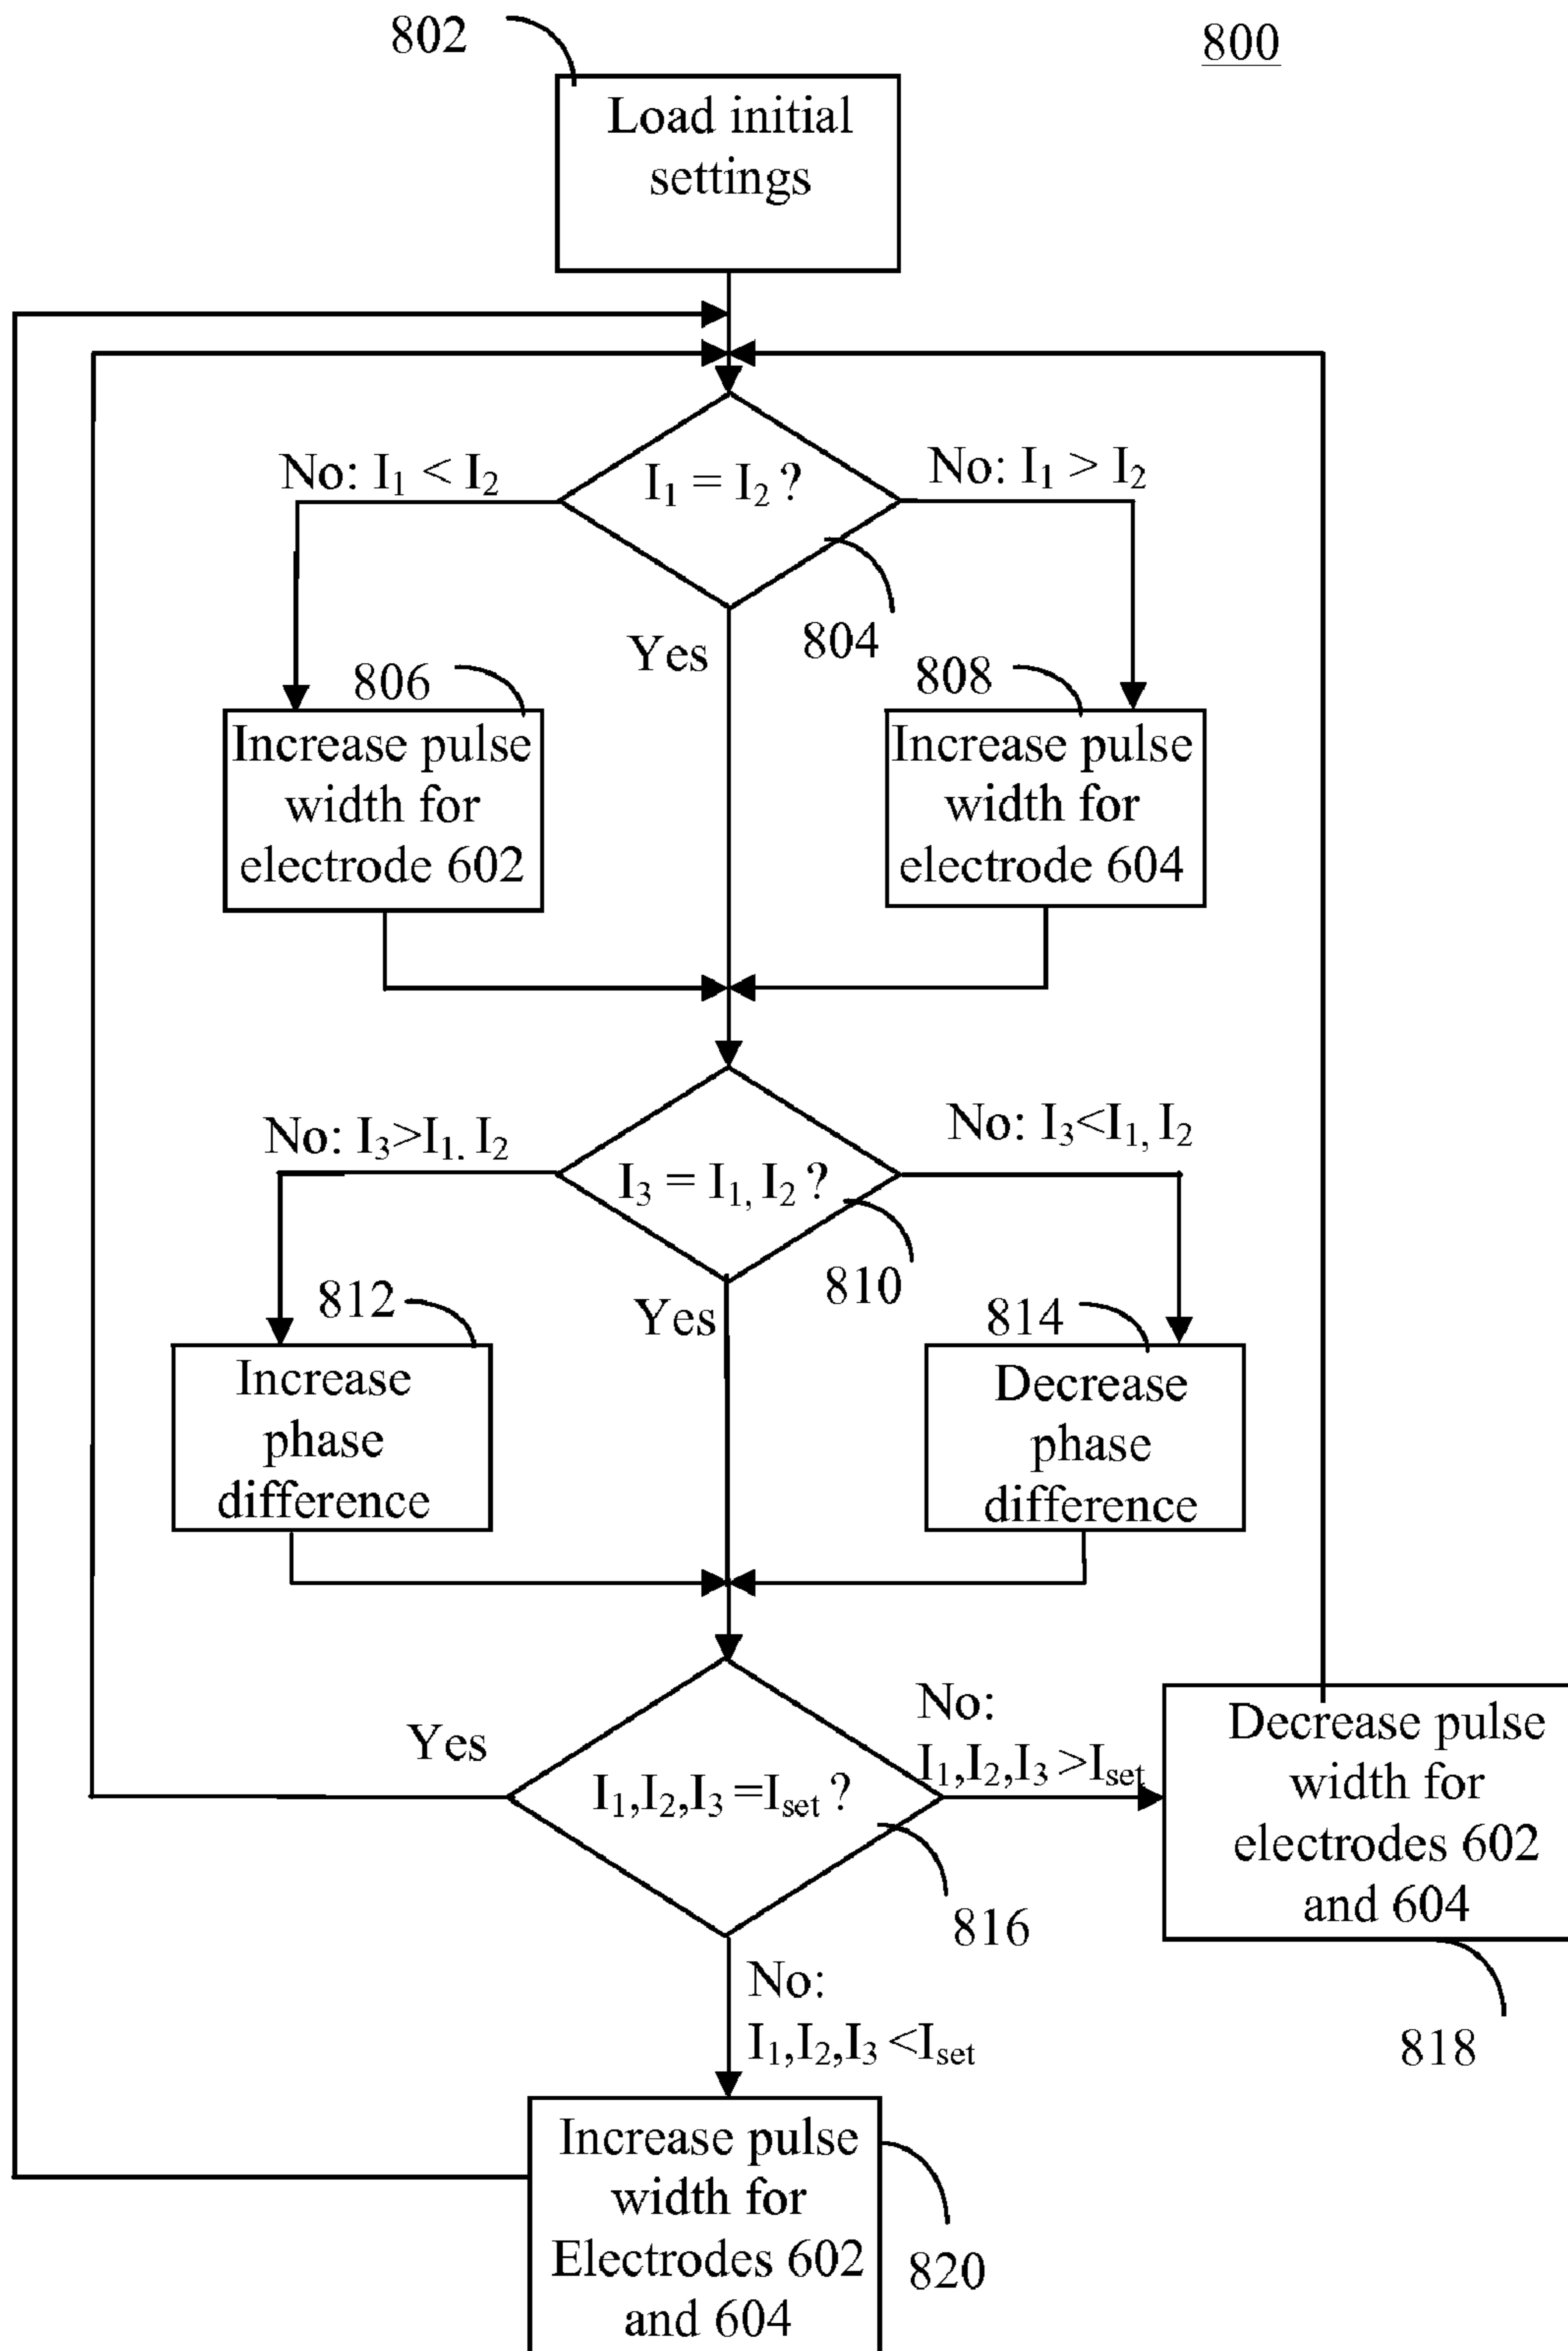 802
800
Load initial
settings
No: I₁ < I₂
I₁ = I₂ ?
No: I₁ > I₂
804
Yes
806
808
Increase pulse
width for
electrode 602
Increase pulse
width for
electrode 604
No: I₃>I₁, I₂
I₃ = I₁, I₂ ?
No: I₃<I₁, I₂
810
Yes
812
814
Increase
phase
difference
Decrease
phase
difference
Yes
I₁,I₂,I₃ =Iset ?
No:
I₁,I₂,I₃ >Iset
816
Decrease pulse
width for
electrodes 602
and 604
818
No:
I₁,I₂,I₃ <Iset
Increase pulse
width for
Electrodes 602
and 604
820